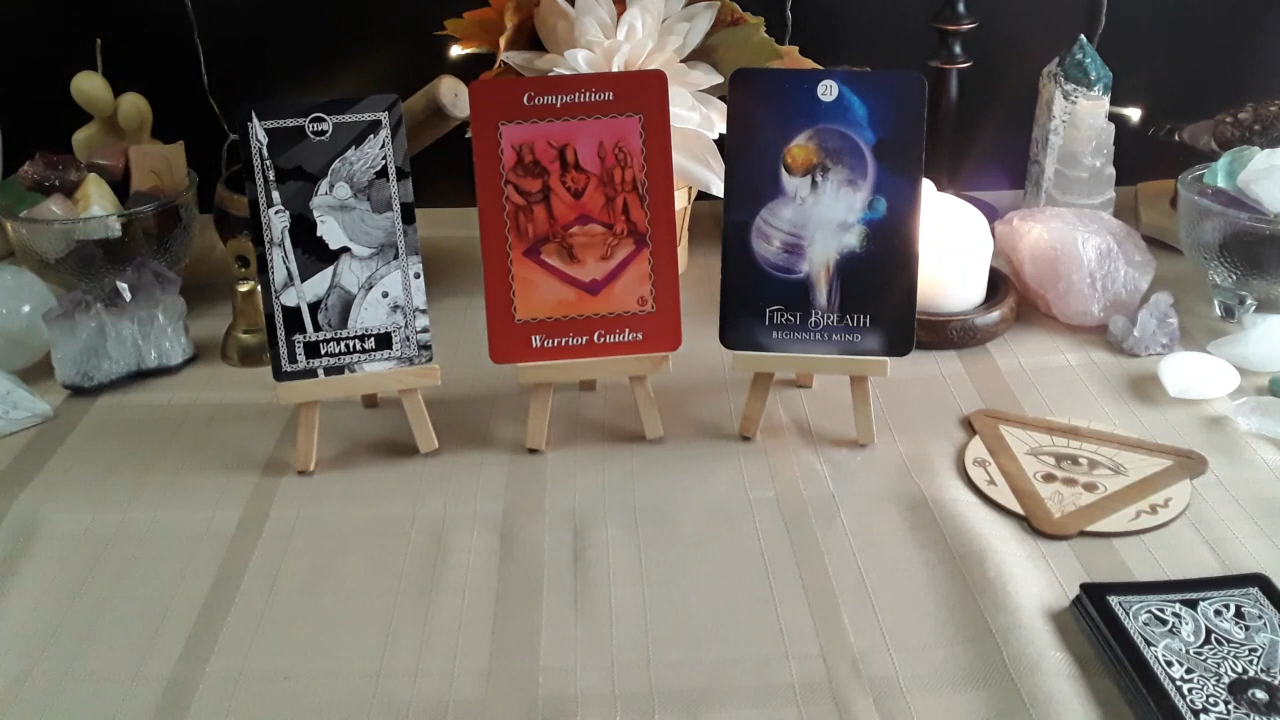 XXVIII
VALKYRJA
Competition
Warrior Guides
21
FIRST BREATH
BEGINNER'S MIND